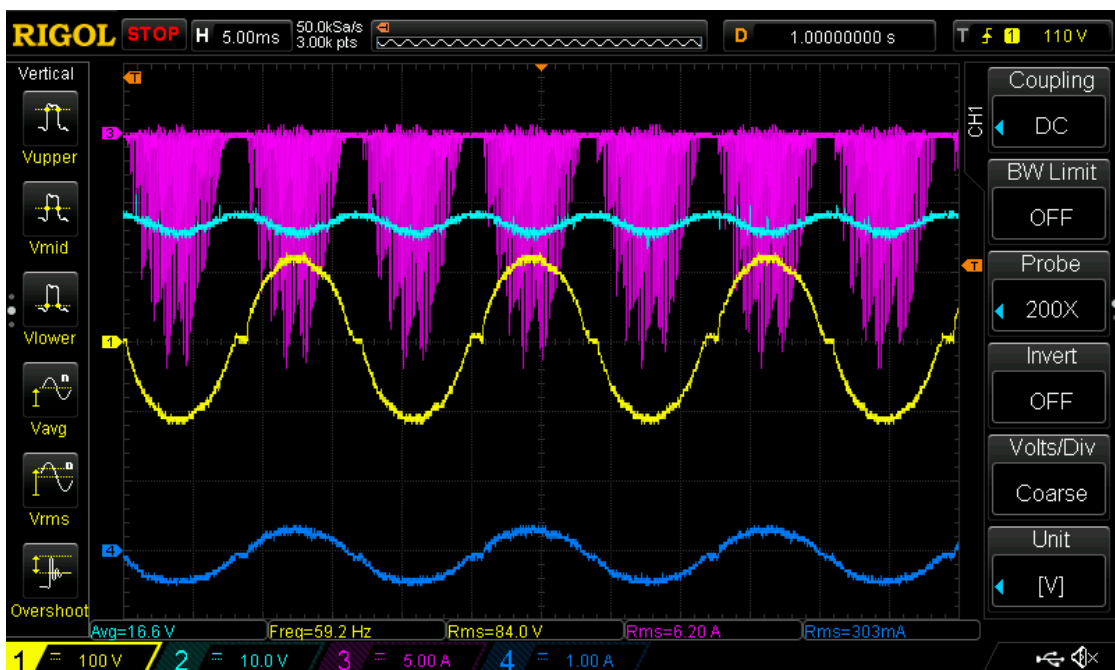 RIGOL STOP H 5.00ms 50.0kSa/s D 1.00000000 s T 1 110 V
3.00k pts
Vertical
Vupper
Vmid
Vlower
n
Vavg
n
Vrms
Overshoot
T
3
1
4
T
CH1
Coupling
DC
BW Limit
OFF
Probe
200X
Invert
OFF
Volts/Div
Coarse
Unit
[V]
Avg=16.6 V Freq=59.2 Hz Rms=84.0 V Rms=6.20 A Rms=303mA
1 = 100 V 2 = 10.0 V 3 = 5.00 A 4 = 1.00 A